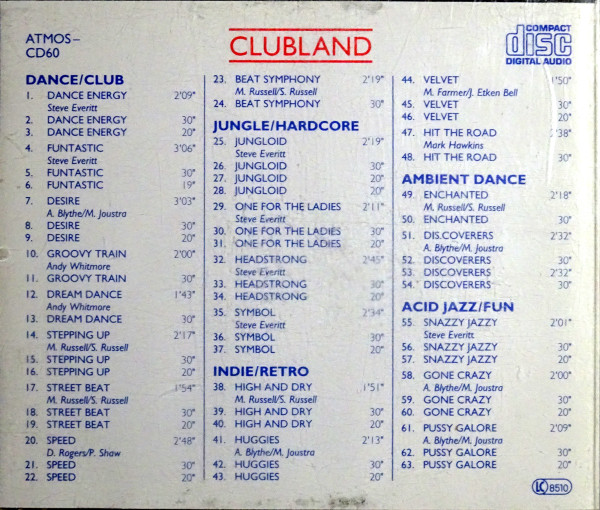 ATMOS–
CD60
CLUBLAND
COMPACT
disc
DIGITAL AUDIO
DANCE/CLUB
1. DANCE ENERGY 2'09"
Steve Everitt
2. DANCE ENERGY 30"
3. DANCE ENERGY 20"
4. FUNTASTIC 3'06"
Steve Everitt
5. FUNTASTIC 30"
6. FUNTASTIC 19"
7. DESIRE 3'03"
A. Blythe/M. Joustra
8. DESIRE 30"
9. DESIRE 20"
10. GROOVY TRAIN 2'00"
Andy Whitmore
11. GROOVY TRAIN 30"
12. DREAM DANCE 1'43"
Andy Whitmore
13. DREAM DANCE 30"
14. STEPPING UP 2'17"
M. Russell/S. Russell
15. STEPPING UP 30"
16. STEPPING UP 20"
17. STREET BEAT 1'54"
M. Russell/S. Russell
18. STREET BEAT 30"
19. STREET BEAT 20"
20. SPEED 2'48"
D. Rogers/P. Shaw
21. SPEED 30"
22. SPEED 20"
23. BEAT SYMPHONY 2'19"
M. Russell/S. Russell
24. BEAT SYMPHONY 30"
JUNGLE/HARDCORE
25. JUNGLOID 2'19"
Steve Everitt
26. JUNGLOID 30"
27. JUNGLOID 20"
28. JUNGLOID 20"
29. ONE FOR THE LADIES 2'11"
Steve Everitt
30. ONE FOR THE LADIES 30"
31. ONE FOR THE LADIES 20"
32. HEADSTRONG 2'45"
Steve Everitt
33. HEADSTRONG 30"
34. HEADSTRONG 20"
35. SYMBOL 2'34"
Steve Everitt
36. SYMBOL 30"
37. SYMBOL 20"
INDIE/RETRO
38. HIGH AND DRY 1'51"
M. Russell/S. Russell
39. HIGH AND DRY 30"
40. HIGH AND DRY 20"
41. HUGGIES 2'13"
A. Blythe/M. Joustra
42. HUGGIES 30"
43. HUGGIES 20"
44. VELVET 1'50"
M. Farmer/J. Etken Bell
45. VELVET 30"
46. VELVET 20"
47. HIT THE ROAD '38"
Mark Hawkins
48. HIT THE ROAD 30"
AMBIENT DANCE
49. ENCHANTED 2'18"
M. Russell/S. Russell
50. ENCHANTED 30"
51. DIS.COVERERS 2'32"
A. Blythe/M. Joustra
52. DISCOVERERS 30"
53. DISCOVERERS 2'32"
54. DISCOVERERS 30"
ACID JAZZ/FUN
55. SNAZZY JAZZY 2'01"
Steve Everitt
56. SNAZZY JAZZY 30"
57. SNAZZY JAZZY 20"
58. GONE CRAZY 2'00"
A. Blythe/M. Joustra
59. GONE CRAZY 30"
60. GONE CRAZY 20"
61. PUSSY GALORE 2'09"
A. Blythe/M. Joustra
62. PUSSY GALORE 30"
63. PUSSY GALORE 20"
LC 8510